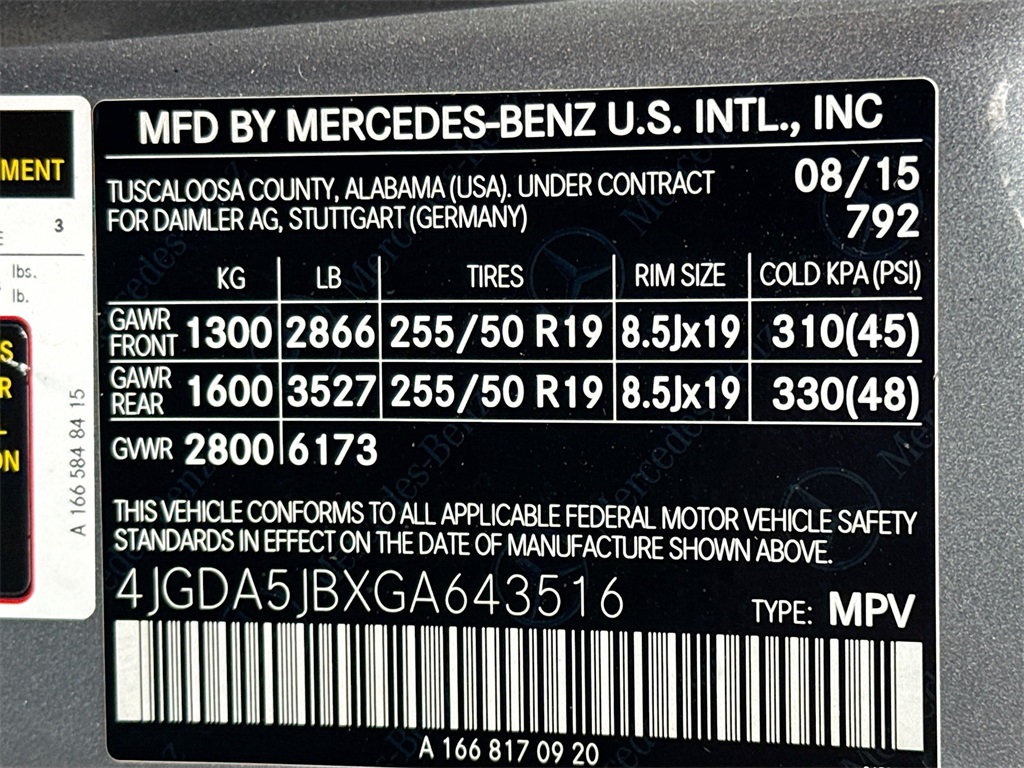 MFD BY MERCEDES-BENZ U.S. INTL., INC
TUSCALOOSA COUNTY, ALABAMA (USA). UNDER CONTRACT
FOR DAIMLER AG, STUTTGART (GERMANY)
08/15
792
KG LB TIRES RIM SIZE COLD KPA (PSI)
GAWR FRONT 1300 2866 255/50 R19 8.5Jx19 310(45)
GAWR REAR 1600 3527 255/50 R19 8.5Jx19 330(48)
GVWR 2800 6173
THIS VEHICLE CONFORMS TO ALL APPLICABLE FEDERAL MOTOR VEHICLE SAFETY
STANDARDS IN EFFECT ON THE DATE OF MANUFACTURE SHOWN ABOVE.
4JGDA5JBXGA643516
TYPE: MPV
A 166 817 09 20
3
lbs.
lb.
A 166 584 84 15
Mercedes-Benz